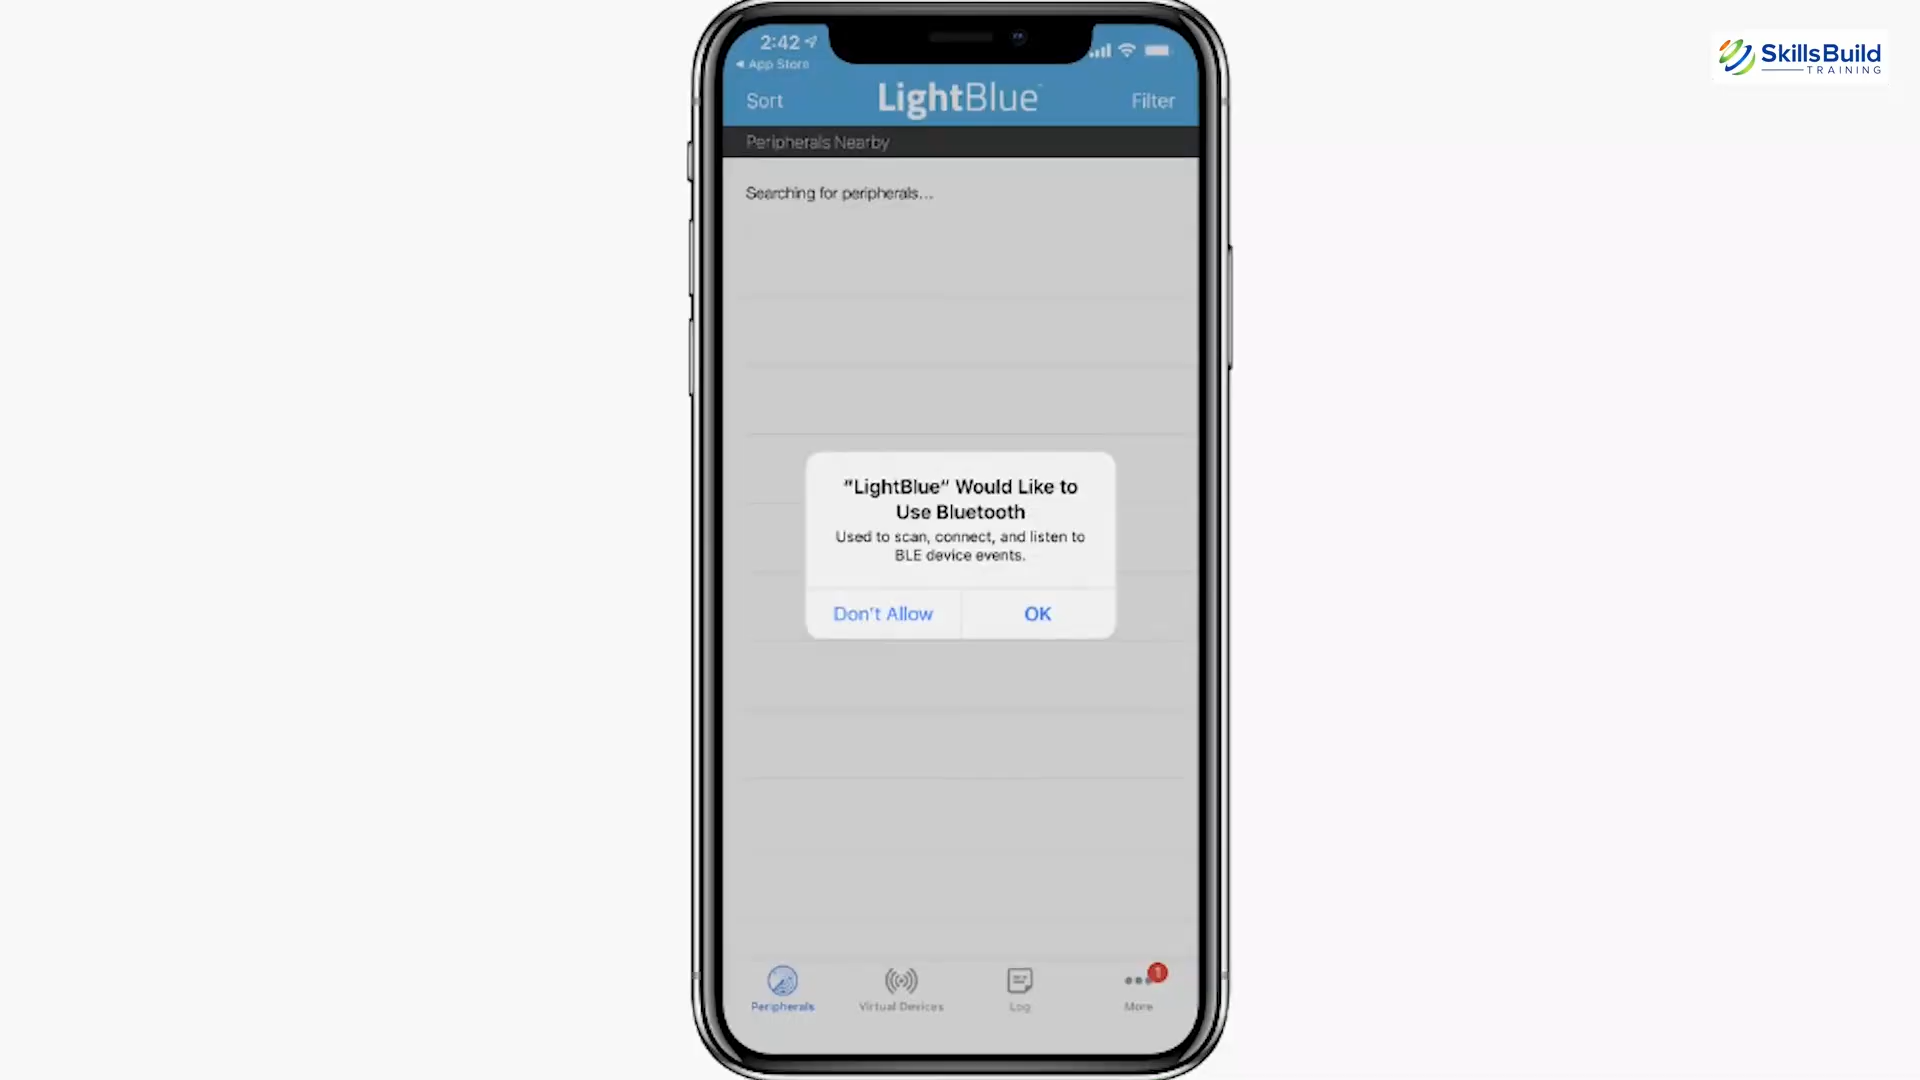 2:42
App Store
SkillsBuild
TRAINING
Sort
LightBlue
Filter
Peripherals Nearby
Searching for peripherals...
"LightBlue" Would Like to
Use Bluetooth
Used to scan, connect, and listen to
BLE device events.
Don't Allow
OK
1
Peripherals
Virtual Devices
Log
More